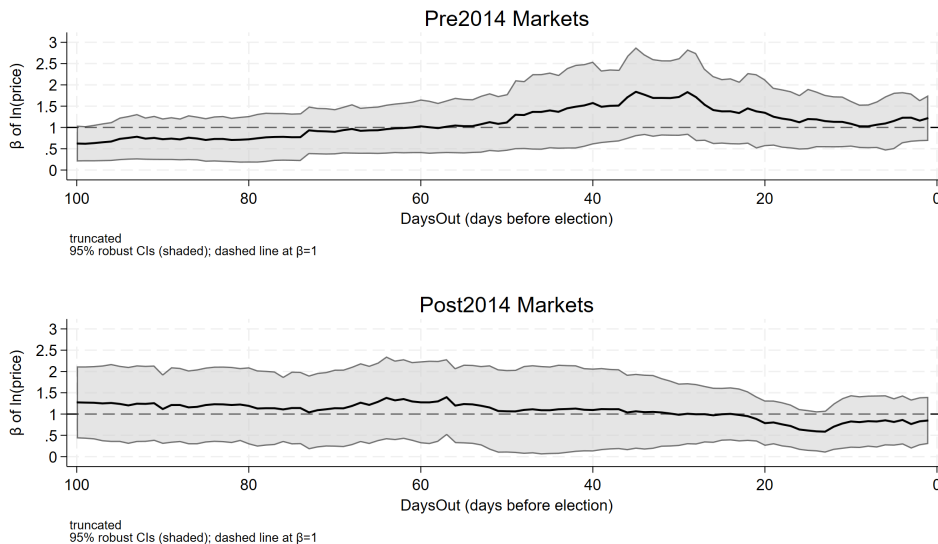 Pre2014 Markets
3
2.5
2
1.5
1
.5
0
β of ln(price)
100 80 60 40 20 0
DaysOut (days before election)
truncated
95% robust CIs (shaded); dashed line at β=1
Post2014 Markets
3
2.5
2
1.5
1
.5
0
β of ln(price)
100 80 60 40 20 0
DaysOut (days before election)
truncated
95% robust CIs (shaded); dashed line at β=1